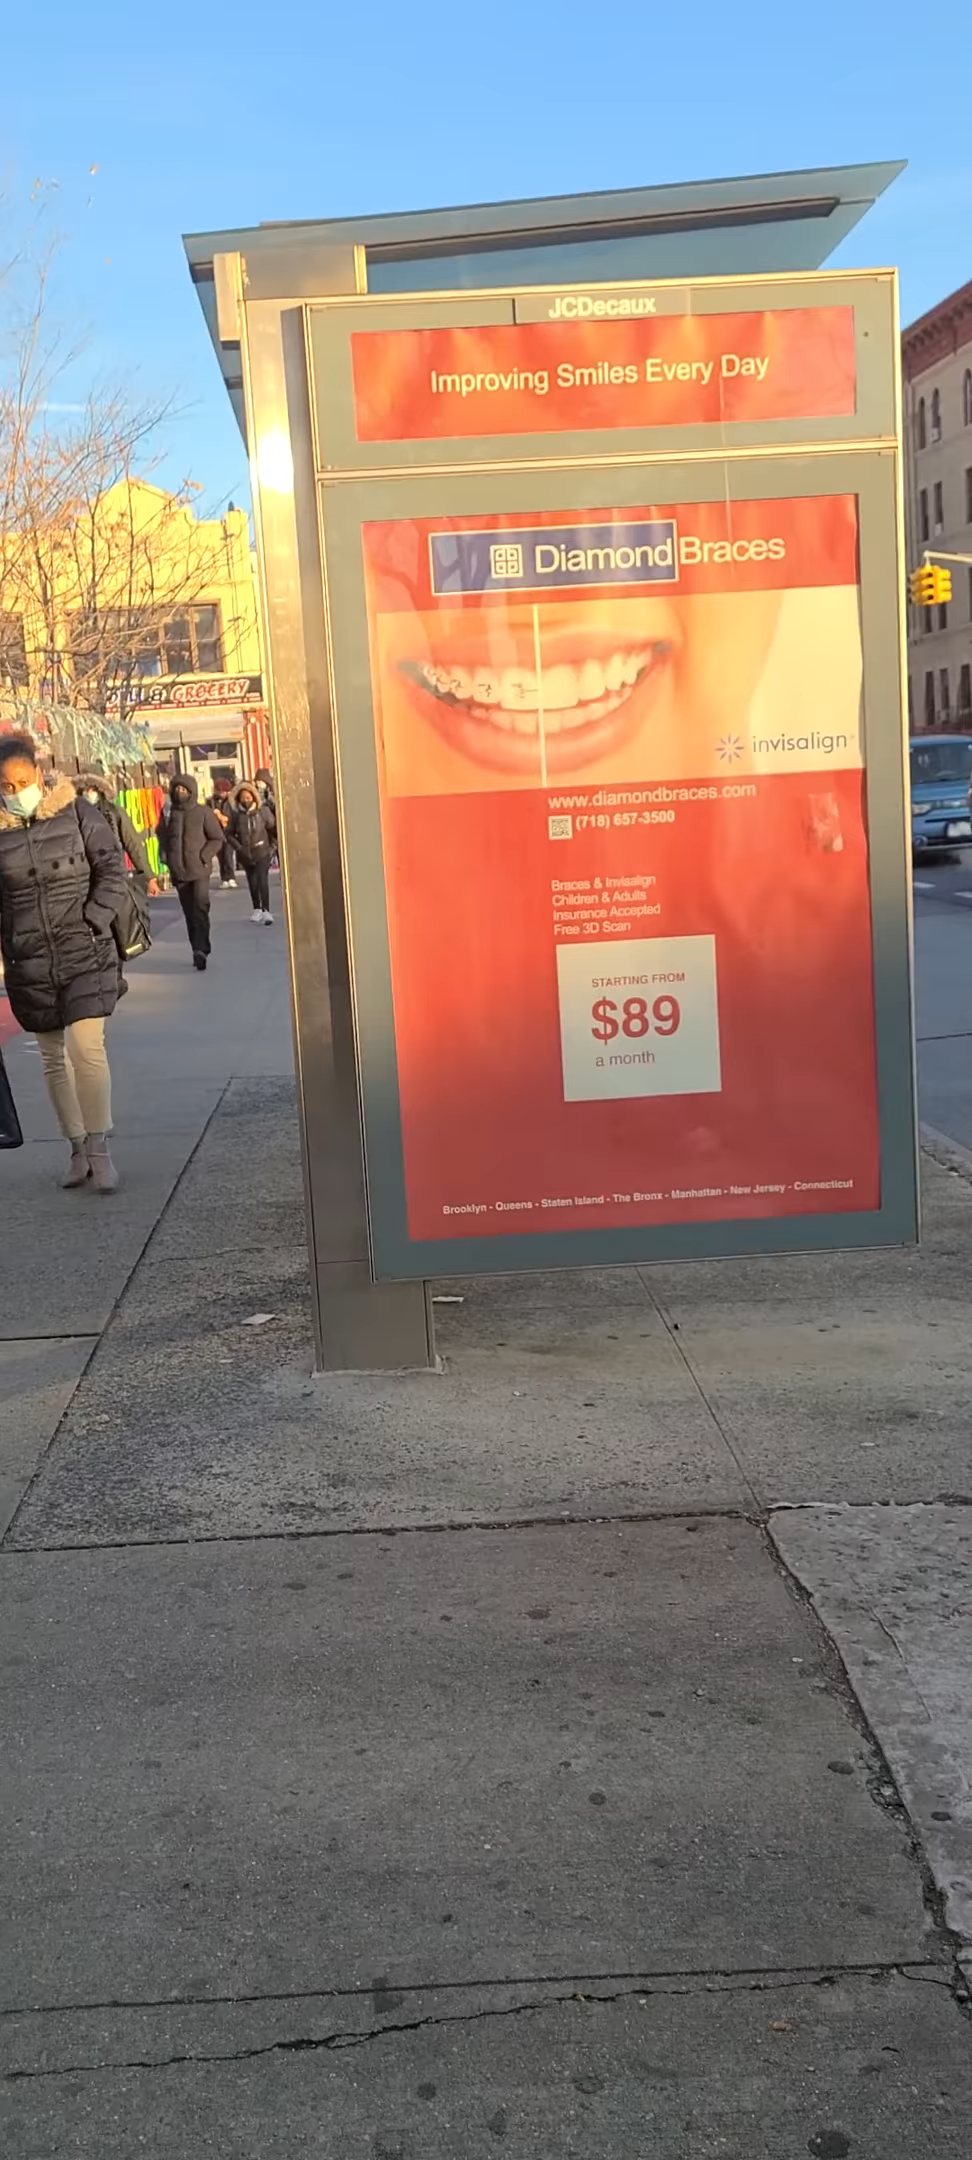 JCDecaux
Improving Smiles Every Day
Diamond Braces
invisalign
www.diamondbraces.com
(718) 657-3500
Braces & Invisalign
Children & Adults
Insurance Accepted
Free 3D Scan
STARTING FROM
$89
a month
Brooklyn - Queens - Staten Island - The Bronx - Manhattan - New Jersey - Connecticut
& GROCERY